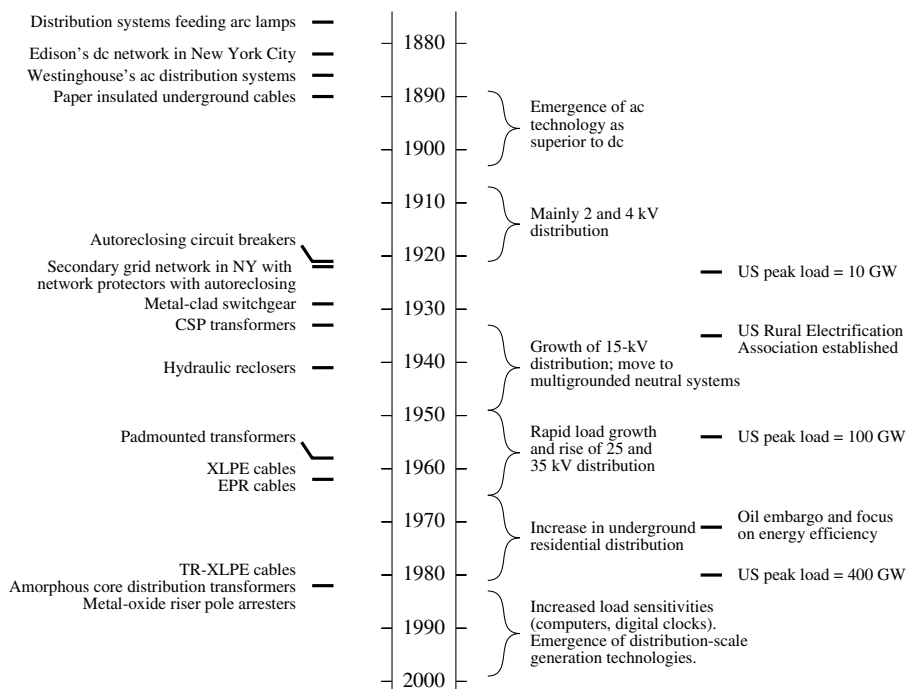 Distribution systems feeding arc lamps
Edison's dc network in New York City
Westinghouse's ac distribution systems
Paper insulated underground cables
Autoreclosing circuit breakers
Secondary grid network in NY with
network protectors with autoreclosing
Metal-clad switchgear
CSP transformers
Hydraulic reclosers
Padmounted transformers
XLPE cables
EPR cables
TR-XLPE cables
Amorphous core distribution transformers
Metal-oxide riser pole arresters
1880
1890
1900
1910
1920
1930
1940
1950
1960
1970
1980
1990
2000
Emergence of ac
technology as
superior to dc
Mainly 2 and 4 kV
distribution
Growth of 15-kV
distribution; move to
multigrounded neutral systems
Rapid load growth
and rise of 25 and
35 kV distribution
Increase in underground
residential distribution
Increased load sensitivities
(computers, digital clocks).
Emergence of distribution-scale
generation technologies.
US peak load = 10 GW
US Rural Electrification
Association established
US peak load = 100 GW
Oil embargo and focus
on energy efficiency
US peak load = 400 GW